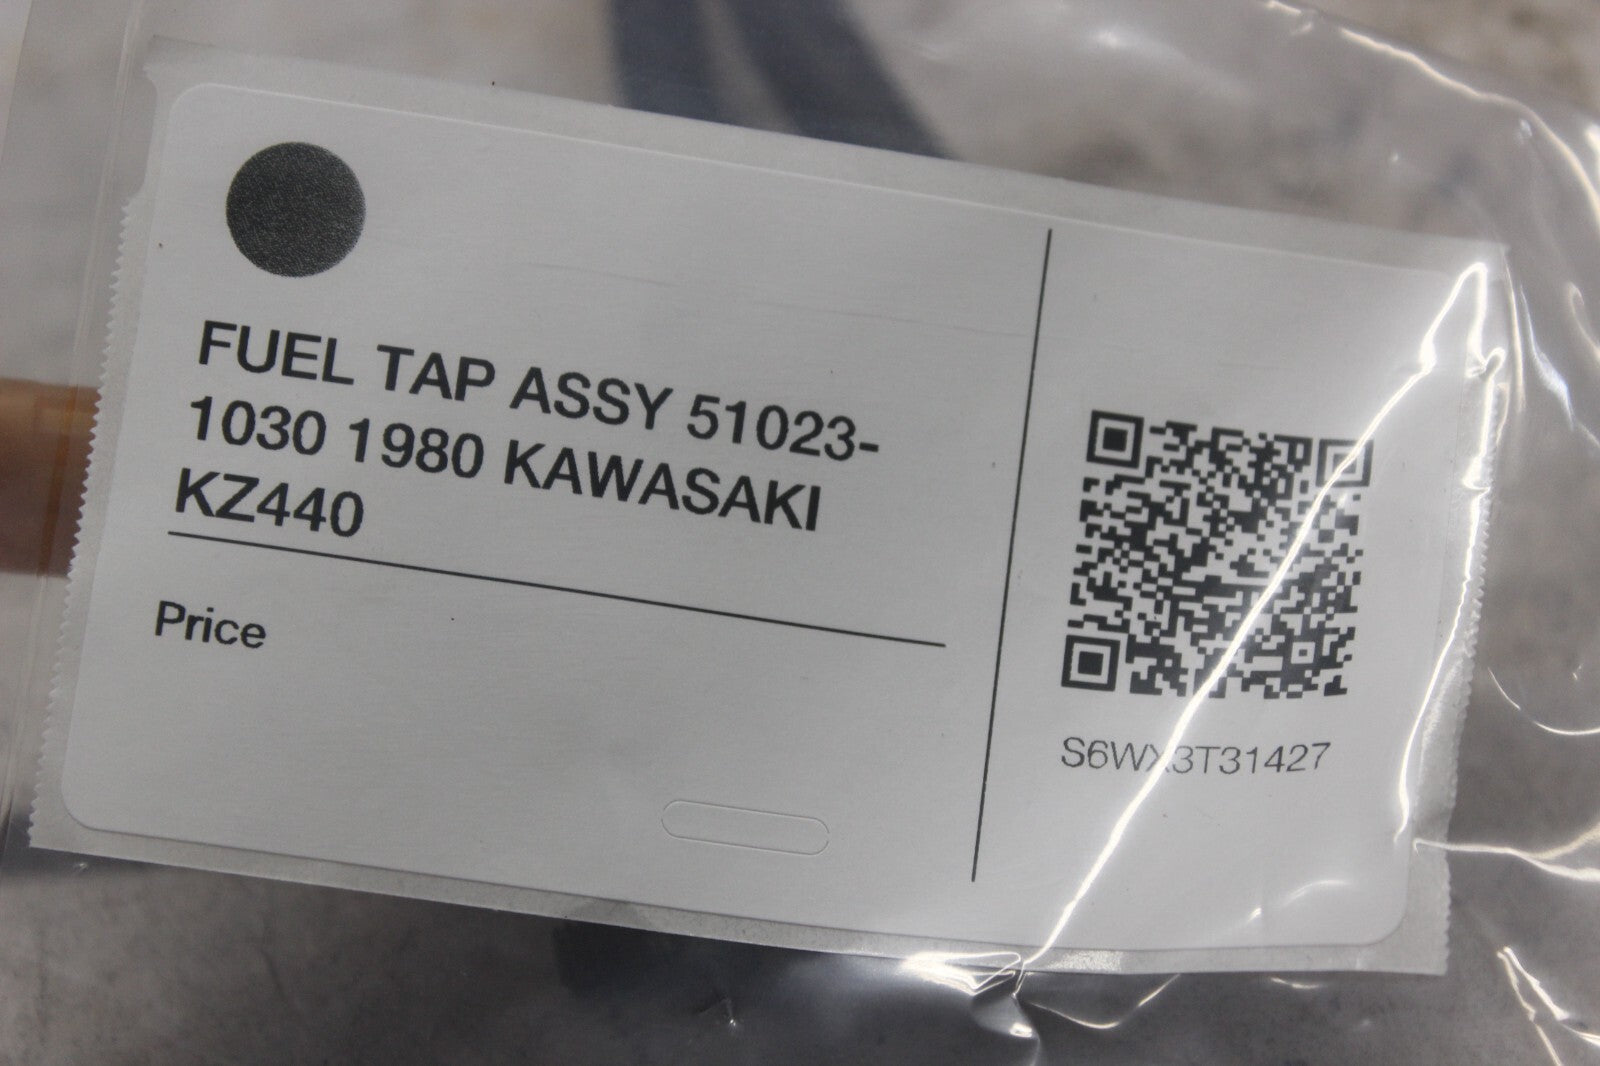 FUEL TAP ASSY 51023-
1030 1980 KAWASAKI
KZ440
Price
S6WX3T31427